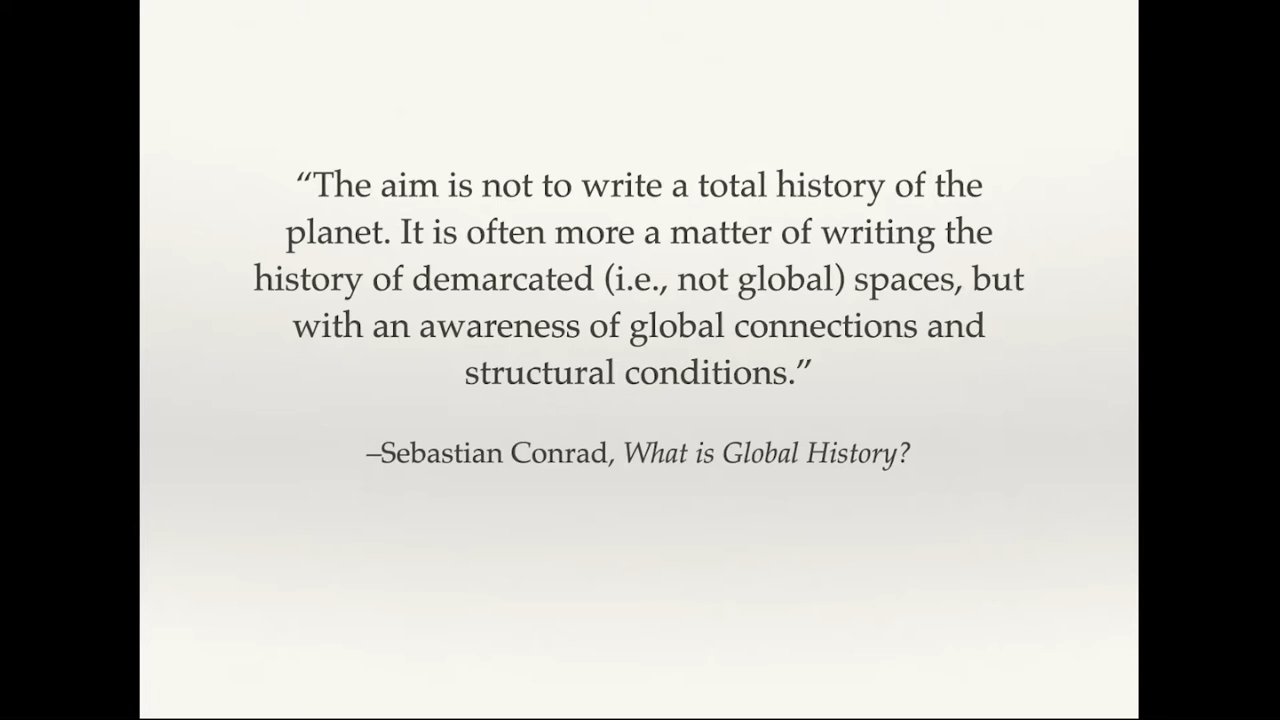 “The aim is not to write a total history of the
planet. It is often more a matter of writing the
history of demarcated (i.e., not global) spaces, but
with an awareness of global connections and
structural conditions.”
–Sebastian Conrad, What is Global History?